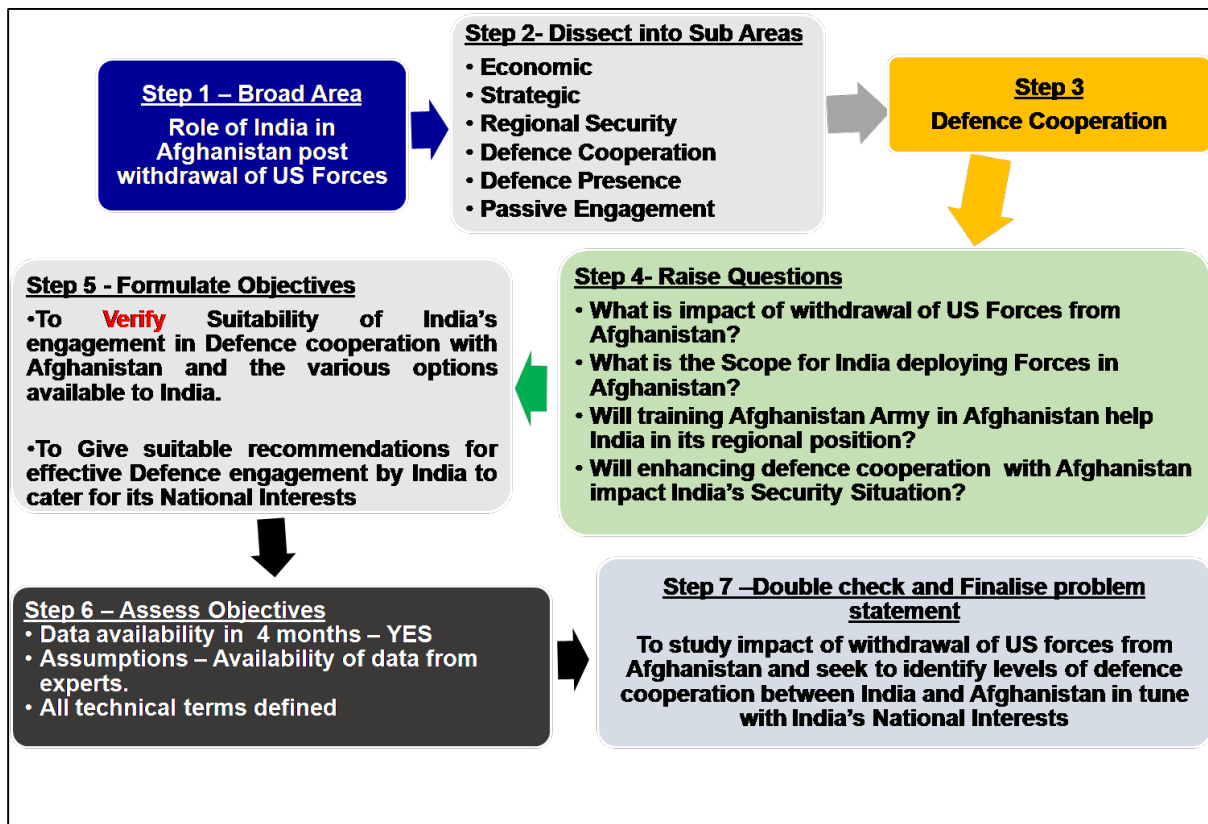 Step 1 – Broad Area
Role of India in
Afghanistan post
withdrawal of US Forces
Step 2- Dissect into Sub Areas
• Economic
• Strategic
• Regional Security
• Defence Cooperation
• Defence Presence
• Passive Engagement
Step 3
Defence Cooperation
Step 4- Raise Questions
• What is impact of withdrawal of US Forces from
Afghanistan?
• What is the Scope for India deploying Forces in
Afghanistan?
• Will training Afghanistan Army in Afghanistan help
India in its regional position?
• Will enhancing defence cooperation with Afghanistan
impact India's Security Situation?
Step 5 - Formulate Objectives
•To Verify Suitability of India's
engagement in Defence cooperation with
Afghanistan and the various options
available to India.
•To Give suitable recommendations for
effective Defence engagement by India to
cater for its National Interests
Step 6 – Assess Objectives
• Data availability in 4 months – YES
• Assumptions – Availability of data from
experts.
• All technical terms defined
Step 7 –Double check and Finalise problem
statement
To study impact of withdrawal of US forces from
Afghanistan and seek to identify levels of defence
cooperation between India and Afghanistan in tune
with India's National Interests